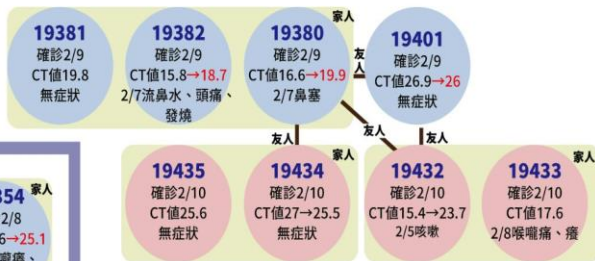 家人
19381
確診2/9
CT值19.8
無症狀
19382
確診2/9
CT值15.8→18.7
2/7流鼻水、頭痛、
發燒
19380
確診2/9
CT值16.6→19.9
2/7鼻塞
友人
19401
確診2/9
CT值26.9→26
無症狀
友人
友人
友人
19435
確診2/10
CT值25.6
無症狀
家人
19434
確診2/10
CT值27→25.5
無症狀
19432
確診2/10
CT值15.4→23.7
2/5咳嗽
家人
19433
確診2/10
CT值17.6
2/8喉嚨痛、癢
354
家人
2/8
6→25.1
嚨癢、